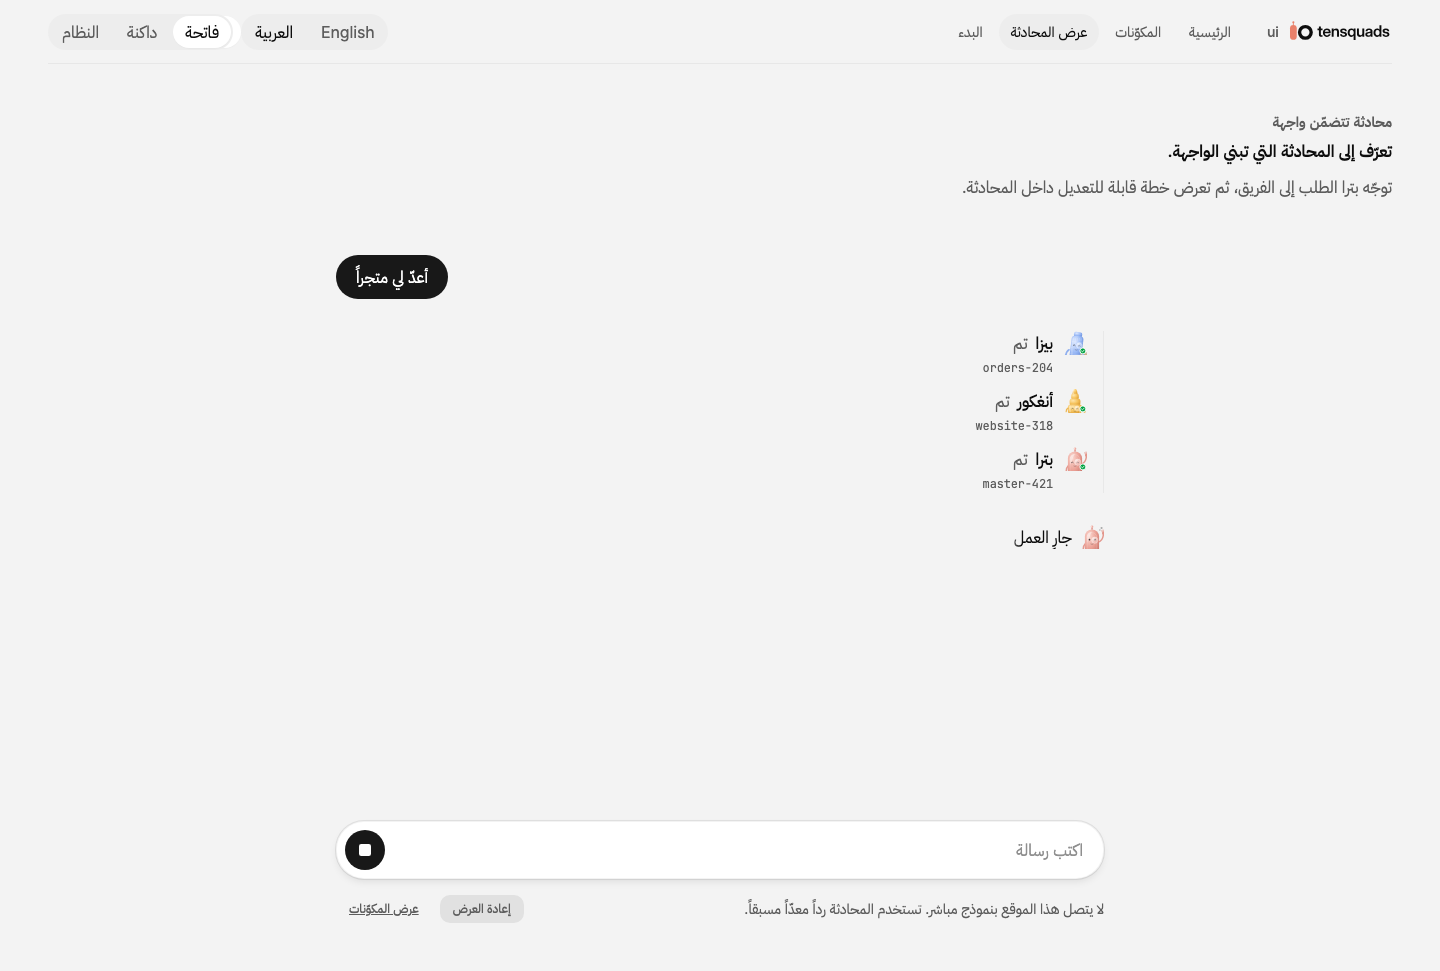 tensquads ui
الرئيسية
المكوّنات
عرض المحادثة
البدء
English
العربية
فاتحة
داكنة
النظام
محادثة تتضمّن واجهة
تعرّف إلى المحادثة التي تبني الواجهة.
توجّه بترا الطلب إلى الفريق، ثم تعرض خطة قابلة للتعديل داخل المحادثة.
أعدّ لي متجراً
بيزا تم
orders-204
أنغكور تم
website-318
بترا تم
master-421
جارِ العمل
اكتب رسالة
لا يتصل هذا الموقع بنموذج مباشر. تستخدم المحادثة رداً معدّاً مسبقاً.
إعادة العرض
عرض المكوّنات